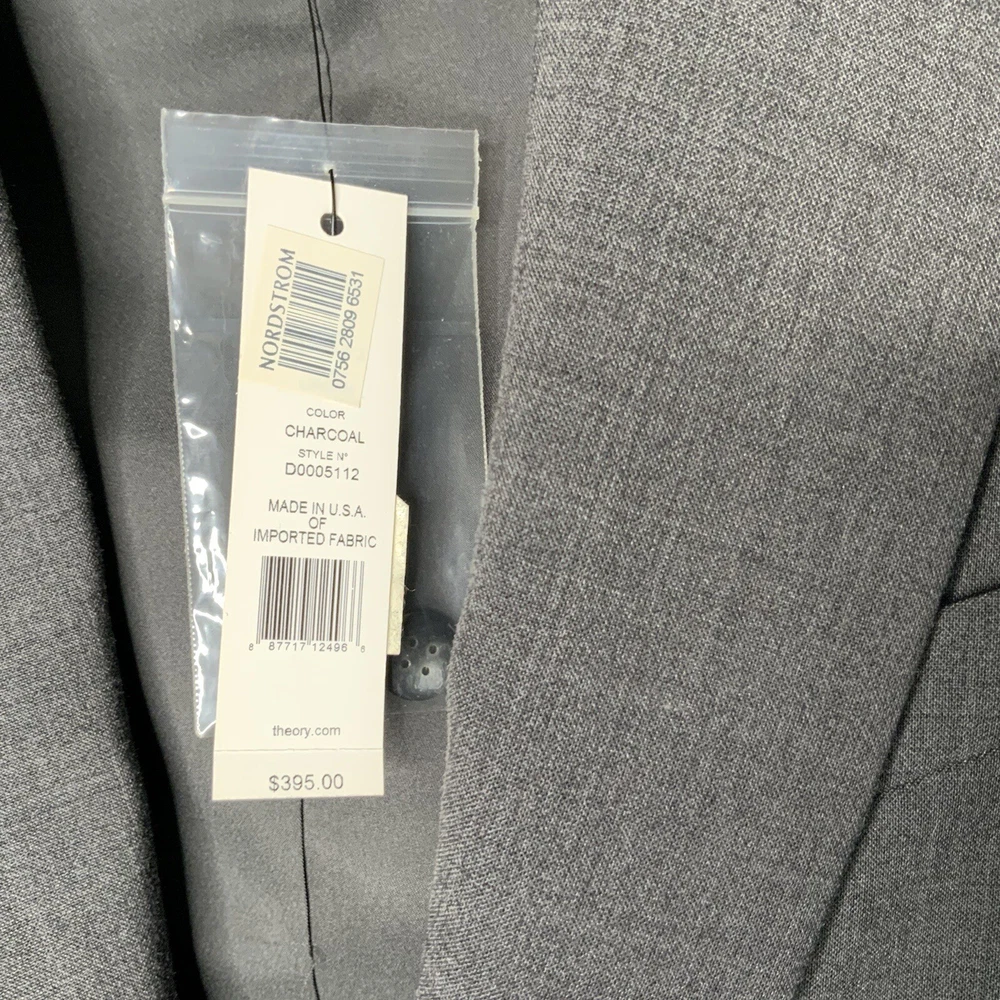 NORDSTROM
0756 2809 6531
COLOR
CHARCOAL
STYLE Nº
D0005112
MADE IN U.S.A.
OF
IMPORTED FABRIC
8 87717 12496 6
theory.com
$395.00